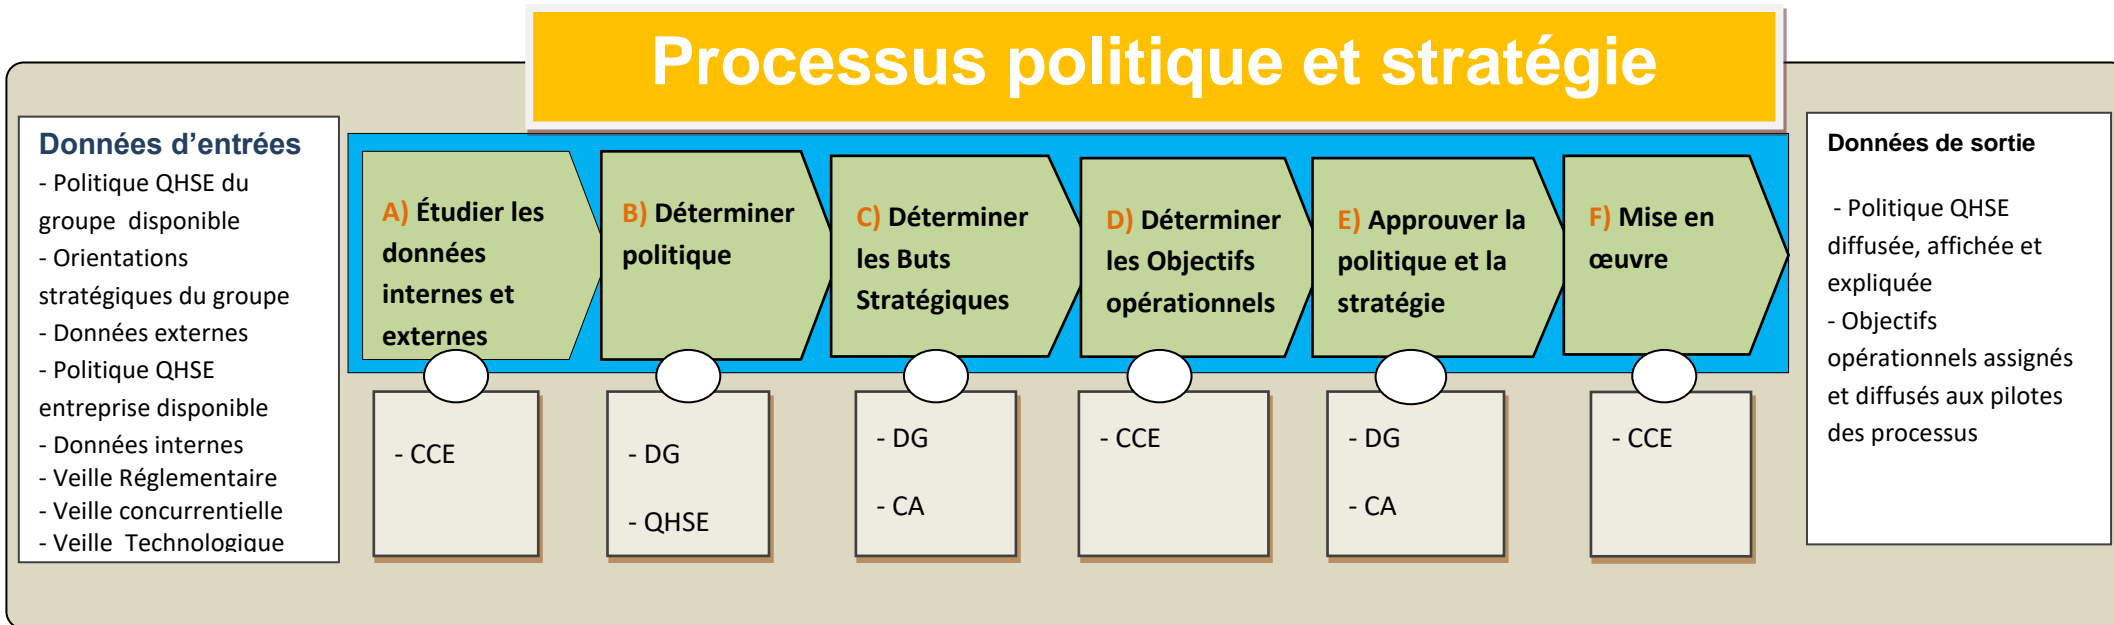 Processus politique et stratégie
Données d’entrées
- Politique QHSE du
groupe  disponible
- Orientations
stratégiques du groupe
- Données externes
- Politique QHSE
entreprise disponible
- Données internes
- Veille Réglementaire
- Veille concurrentielle
- Veille  Technologique
A) Étudier les
données
internes et
externes
B) Déterminer
politique
C) Déterminer
les Buts
Stratégiques
D) Déterminer
les Objectifs
opérationnels
E) Approuver la
politique et la
stratégie
F) Mise en
œuvre
- CCE
- DG
- QHSE
- DG
- CA
- CCE
- DG
- CA
- CCE
Données de sortie
- Politique QHSE
diffusée, affichée et
expliquée
- Objectifs
opérationnels assignés
et diffusés aux pilotes
des processus